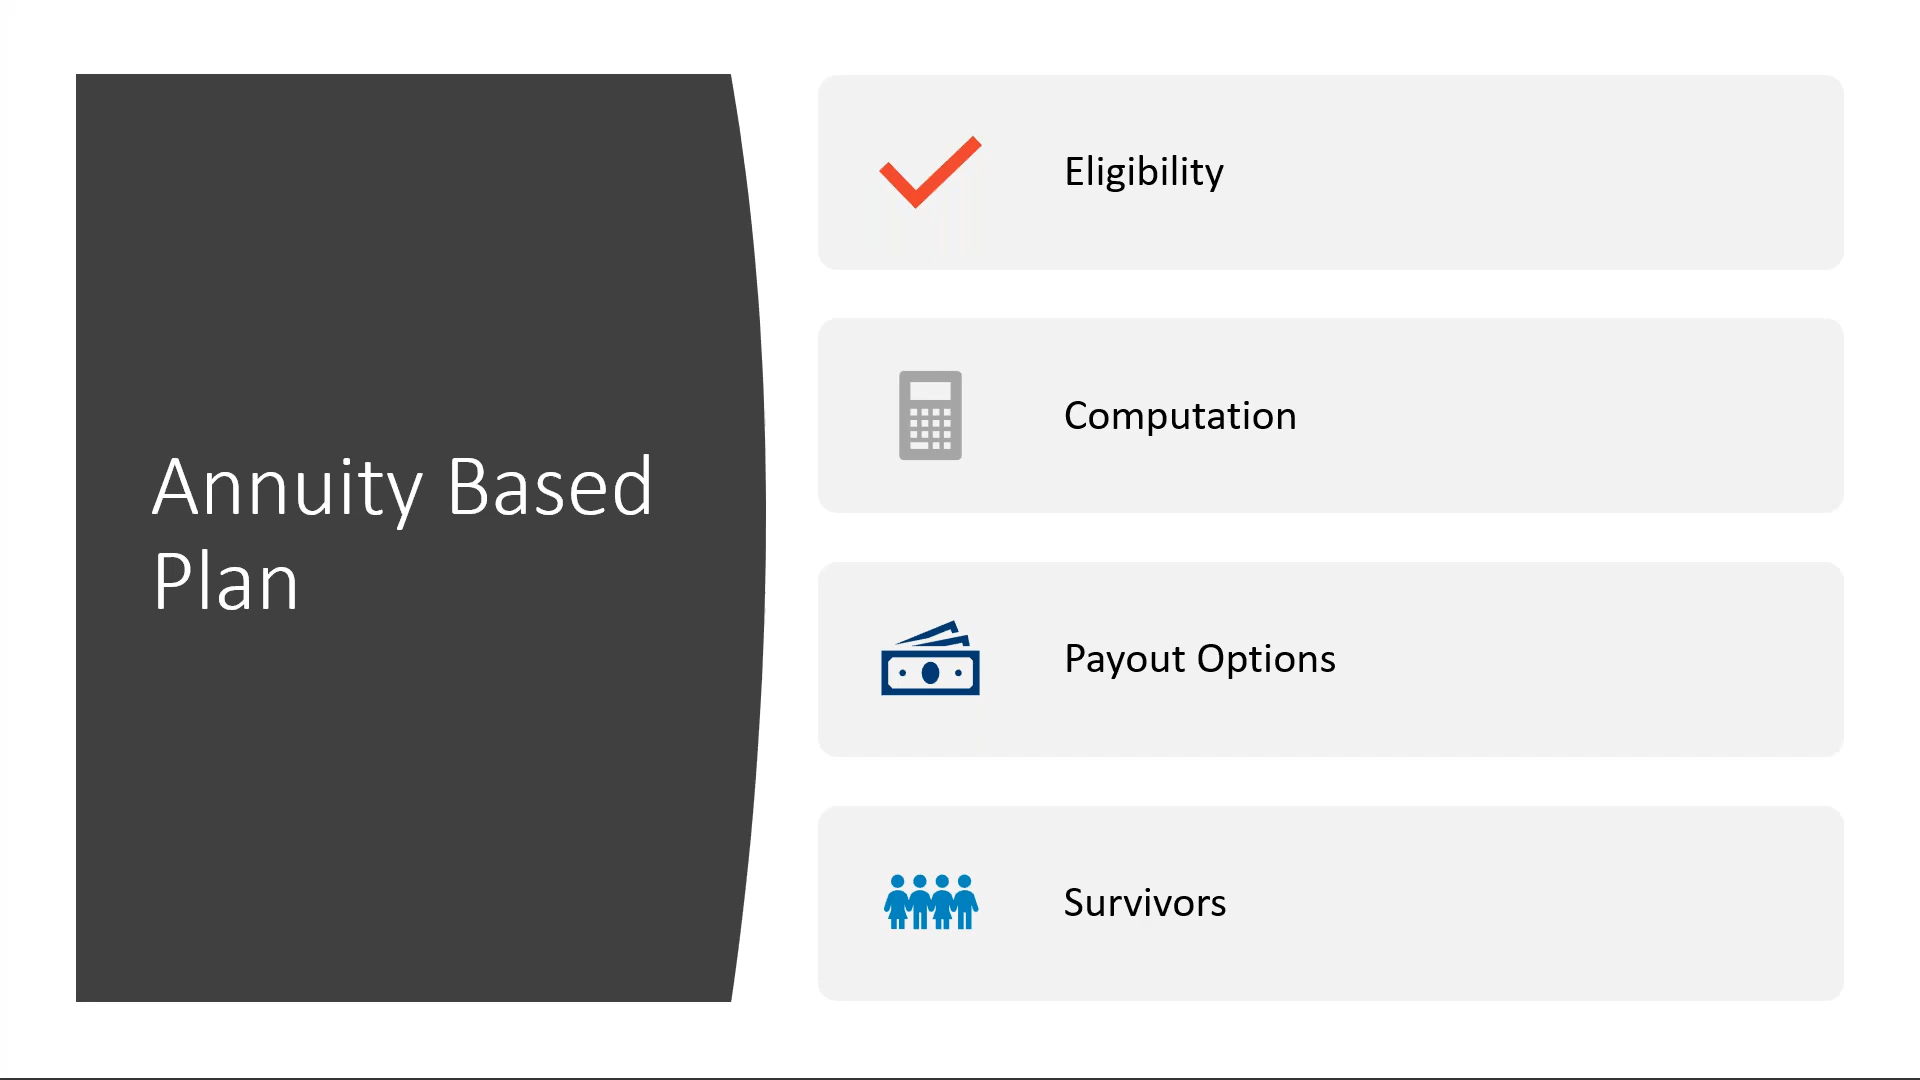 Annuity Based
Plan
Eligibility
Computation
Payout Options
Survivors